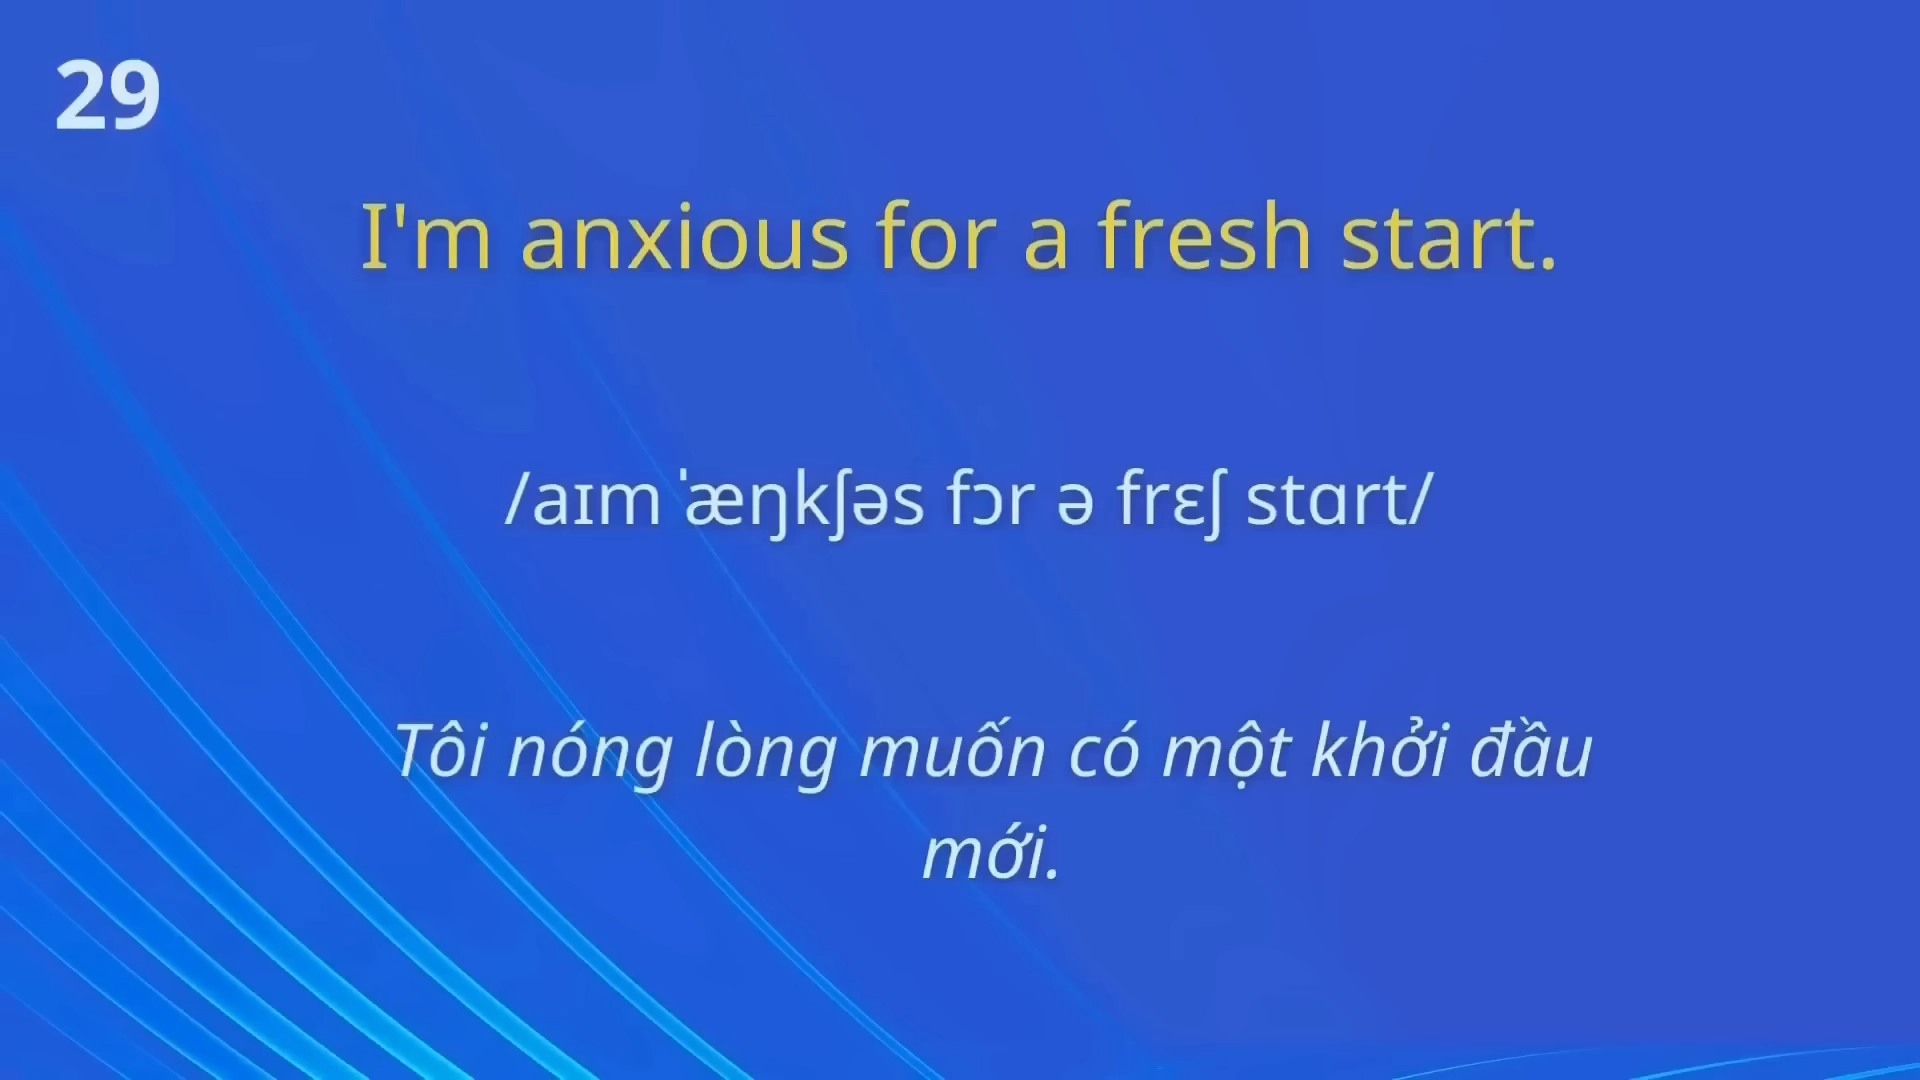 29
I'm anxious for a fresh start.
/aɪm ˈæŋkʃəs fɔr ə frɛʃ stɑrt/
Tôi nóng lòng muốn có một khởi đầu
mới.